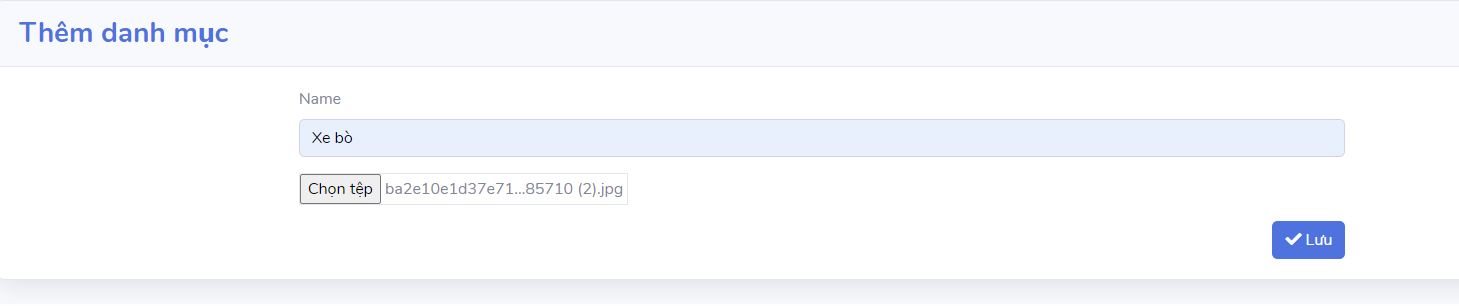 Thêm danh mục
Name
Xe bò
Chọn tệp ba2e10e1d37e71...85710 (2).jpg
Lưu